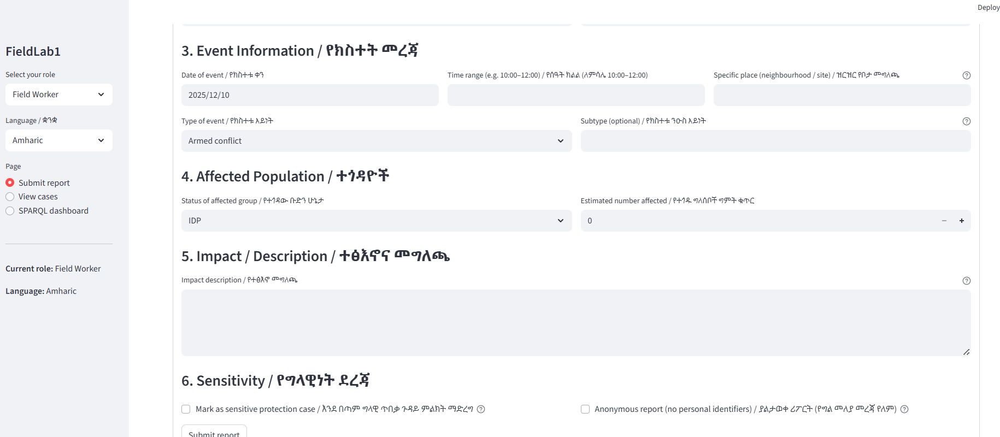 Deploy
FieldLab1
Select your role
Field Worker
Language / ቋንቋ
Amharic
Page
Submit report
View cases
SPARQL dashboard
Current role: Field Worker
Language: Amharic
3. Event Information / የክስተት መረጃ
Date of event / የክስተቱ ቀን
Time range (e.g. 10:00–12:00) / የሰዓት ክልል (ለምሳሌ 10:00–12:00)
Specific place (neighbourhood / site) / ዝርዝር የቦታ መግለጫ
2025/12/10
Type of event / የክስተቱ አይነት
Subtype (optional) / የክስተቱ ንዑስ አይነት
Armed conflict
4. Affected Population / ተጎዳዮች
Status of affected group / የተጎዳው ቡድን ሁኔታ
Estimated number affected / የተጎዱ ግለሰቦች ግምት ቁጥር
IDP
0
5. Impact / Description / ተፅእኖና መግለጫ
Impact description / የተፅእኖ መግለጫ
6. Sensitivity / የግላዊነት ደረጃ
Mark as sensitive protection case / እንደ በጣም ግላዊ ጥበቃ ጉዳይ ምልክት ማድረግ
Anonymous report (no personal identifiers) / ያልታወቀ ሪፖርት (የግል መለያ መረጃ የለም)
Submit report